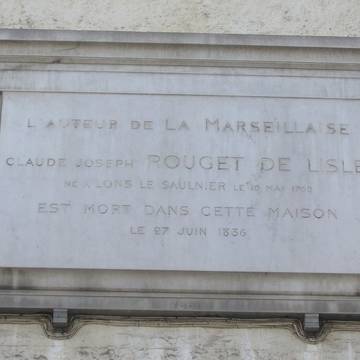 L'AUTEUR DE LA MARSEILLAISE
CLAUDE JOSEPH ROUGET DE LISLE
NÉ A LONS LE SAULNIER LE 10 MAI 1760
EST MORT DANS CETTE MAISON
LE 27 JUIN 1836